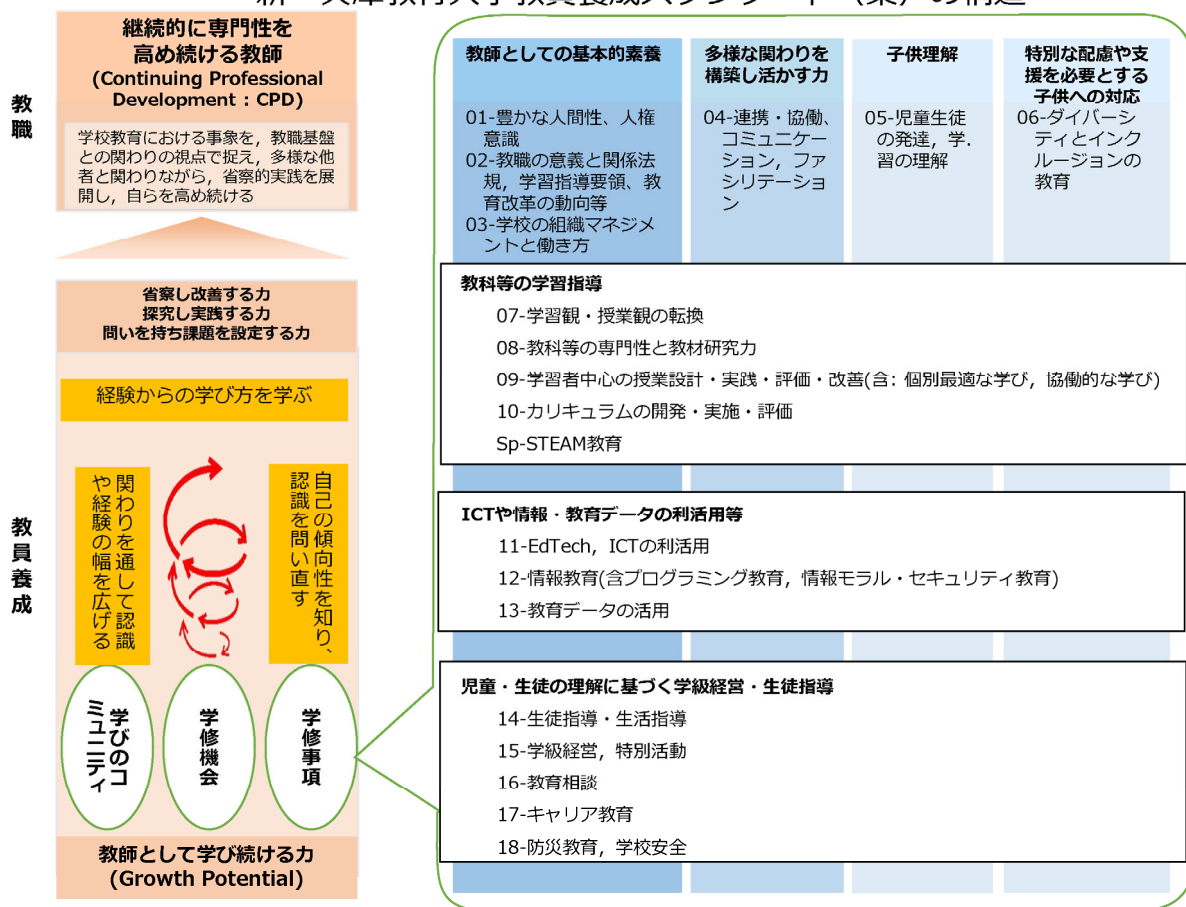 継続的に専門性を
高め続ける教師
(Continuing Professional
Development：CPD)
教職
学校教育における事象を，教職基盤
との関わりの視点で捉え，多様な他
者と関わりながら，省察的実践を展
開し，自らを高め続ける
省察し改善する力
探究し実践する力
問いを持ち課題を設定する力
経験からの学び方を学ぶ
教員養成
関わりを通して認識
や経験の幅を広げる
自己の傾向性を知り、
認識を問い直す
学びのコ
ミュニティ
学修機会
学修事項
教師として学び続ける力
(Growth Potential)
教師としての基本的素養
01-豊かな人間性、人権
意識
02-教職の意義と関係法
規，学習指導要領、教
育改革の動向等
03-学校の組織マネジメ
ントと働き方
多様な関わりを
構築し活かす力
04-連携・協働、
コミュニケー
ション，ファ
シリテーショ
ン
子供理解
05-児童生徒
の発達，学.
習の理解
特別な配慮や支
援を必要とする
子供への対応
06-ダイバーシ
ティとインク
ルージョンの
教育
教科等の学習指導
07-学習観・授業観の転換
08-教科等の専門性と教材研究力
09-学習者中心の授業設計・実践・評価・改善(含: 個別最適な学び，協働的な学び)
10-カリキュラムの開発・実施・評価
Sp-STEAM教育
ICTや情報・教育データの利活用等
11-EdTech，ICTの利活用
12-情報教育(含プログラミング教育，情報モラル・セキュリティ教育)
13-教育データの活用
児童・生徒の理解に基づく学級経営・生徒指導
14-生徒指導・生活指導
15-学級経営，特別活動
16-教育相談
17-キャリア教育
18-防災教育，学校安全